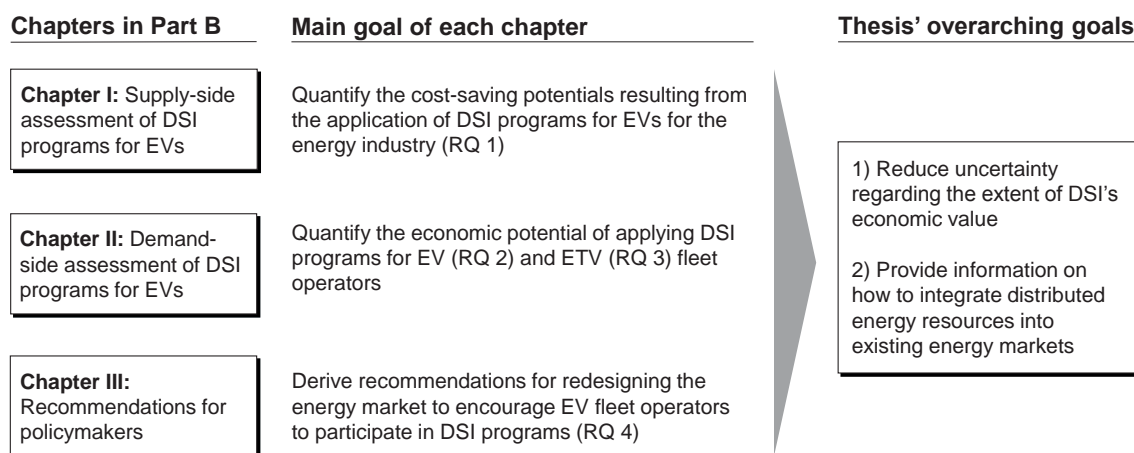 Chapters in Part B
Main goal of each chapter
Thesis’ overarching goals
Chapter I: Supply-side
assessment of DSI
programs for EVs
Quantify the cost-saving potentials resulting from
the application of DSI programs for EVs for the
energy industry (RQ 1)
Chapter II: Demand-
side assessment of DSI
programs for EVs
Quantify the economic potential of applying DSI
programs for EV (RQ 2) and ETV (RQ 3) fleet
operators
Chapter III:
Recommendations for
policymakers
Derive recommendations for redesigning the
energy market to encourage EV fleet operators
to participate in DSI programs (RQ 4)
1) Reduce uncertainty
regarding the extent of DSI’s
economic value
2) Provide information on
how to integrate distributed
energy resources into
existing energy markets